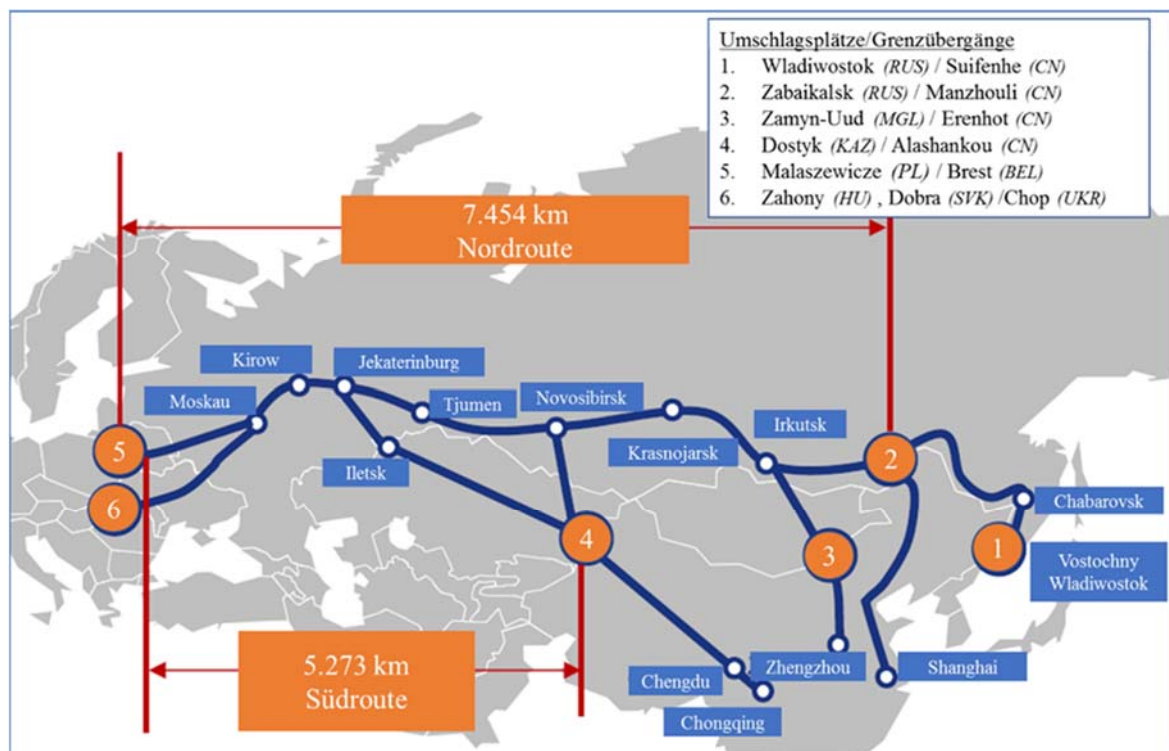 Umschlagsplätze/Grenzübergänge
1. Wladiwostok (RUS) / Suifenhe (CN)
2. Zabaikalsk (RUS) / Manzhouli (CN)
3. Zamyn-Uud (MGL) / Erenhot (CN)
4. Dostyk (KAZ) / Alashankou (CN)
5. Malaszewicze (PL) / Brest (BEL)
6. Zahony (HU) , Dobra (SVK) /Chop (UKR)
7.454 km
Nordroute
Kirow
Jekaterinburg
Moskau
Tjumen
Novosibirsk
Irkutsk
Iletsk
Krasnojarsk
5
2
6
4
3
1
Chabarovsk
Vostochny
Wladiwostok
5.273 km
Südroute
Chengdu
Zhengzhou
Shanghai
Chongqing